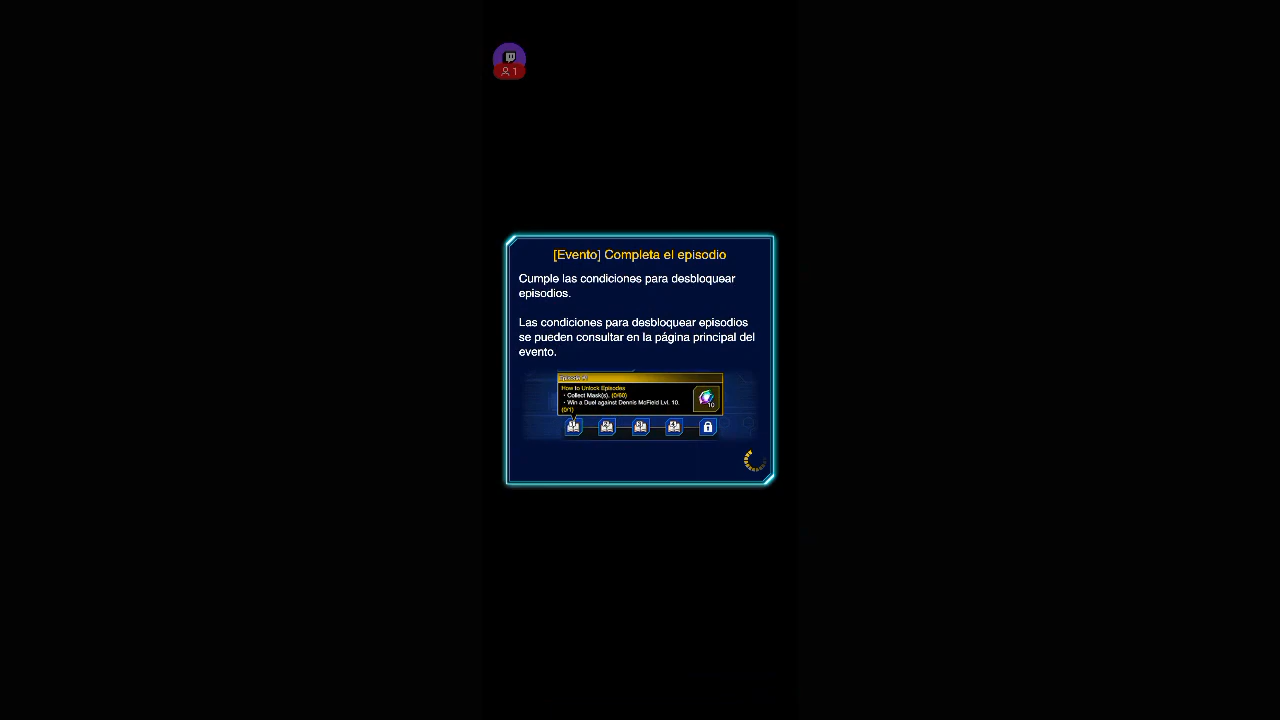 1
[Evento] Completa el episodio
Cumple las condiciones para desbloquear
episodios.
Las condiciones para desbloquear episodios
se pueden consultar en la página principal del
evento.
How to Unlock Episodes
・Collect Mask(s). (0/60)
・Win a Duel against Dennis McField Lvl. 10.
(0/1)
10